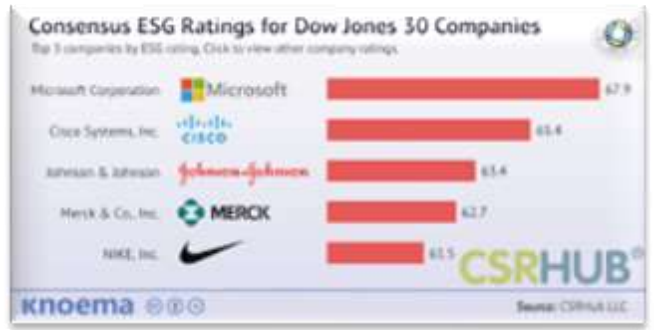 Consensus ESG Ratings for Dow Jones 30 Companies
Top 5 companies by ESG rating. Click to view other company ratings.
Microsoft Corporation Microsoft 67.9
Cisco Systems, Inc. CISCO 65.4
Johnson & Johnson Johnson & Johnson 63.4
Merck & Co., Inc. MERCK 62.7
NIKE, Inc. 61.5
CSRHUB
knoema
Source: CSRHub LLC